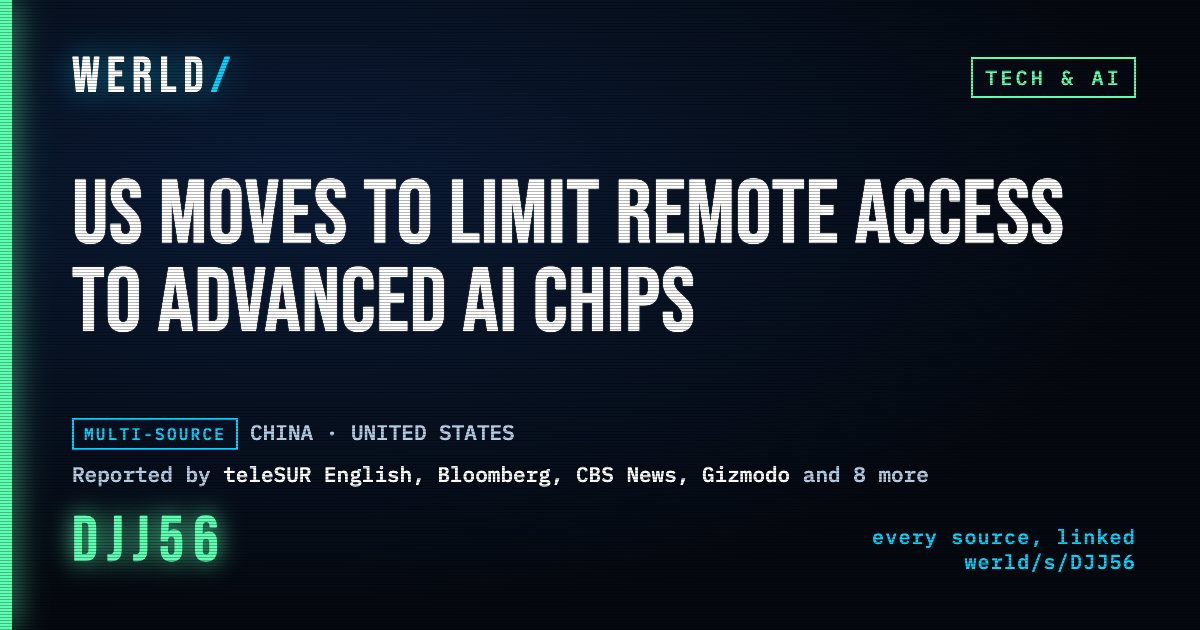 WERLD/
TECH & AI
US MOVES TO LIMIT REMOTE ACCESS
TO ADVANCED AI CHIPS
MULTI-SOURCE CHINA · UNITED STATES
Reported by teleSUR English, Bloomberg, CBS News, Gizmodo and 8 more
DJJ56
every source, linked
werld/s/DJJ56